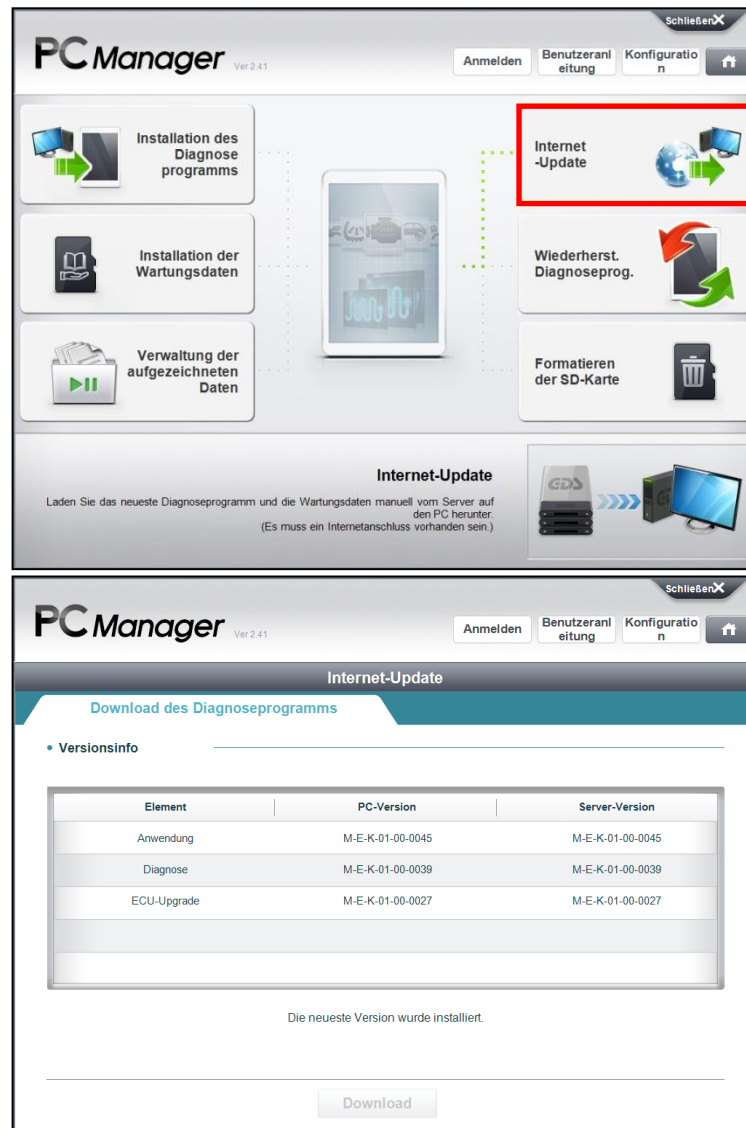 Schließen X
PC Manager Ver 2.41
Anmelden
Benutzeranl
eitung
Konfiguratio
n
Installation des
Diagnose
programms
Internet
-Update
Installation der
Wartungsdaten
Wiederherst.
Diagnoseprog.
Verwaltung der
aufgezeichneten
Daten
Formatieren
der SD-Karte
Internet-Update
Laden Sie das neueste Diagnoseprogramm und die Wartungsdaten manuell vom Server auf
den PC herunter.
(Es muss ein Internetanschluss vorhanden sein.)
GDS
Schließen X
PC Manager Ver 2.41
Anmelden
Benutzeranl
eitung
Konfiguratio
n
Internet-Update
Download des Diagnoseprogramms
• Versionsinfo
Element PC-Version Server-Version
Anwendung M-E-K-01-00-0045 M-E-K-01-00-0045
Diagnose M-E-K-01-00-0039 M-E-K-01-00-0039
ECU-Upgrade M-E-K-01-00-0027 M-E-K-01-00-0027
Die neueste Version wurde installiert.
Download